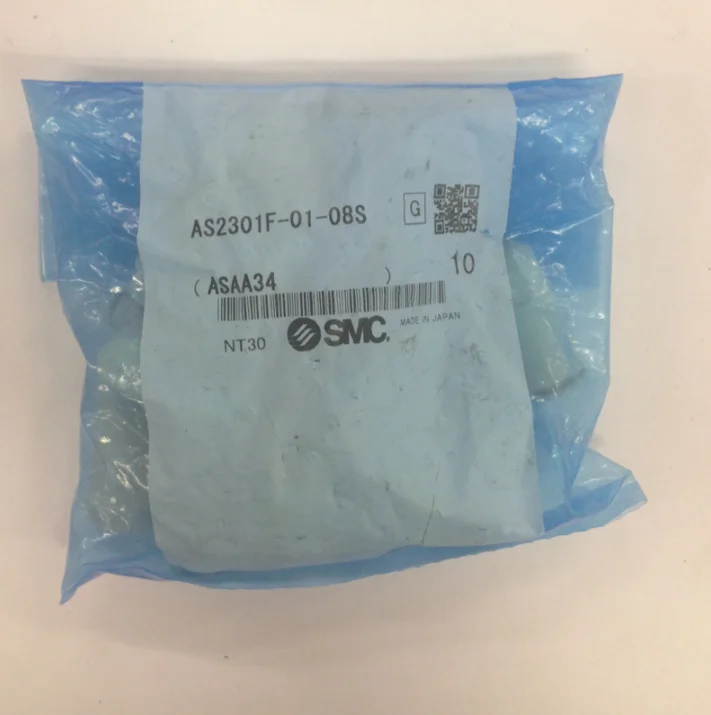 AS2301F-01-08S G
(ASAA34 ) 10
NT30 SMC. MADE IN JAPAN